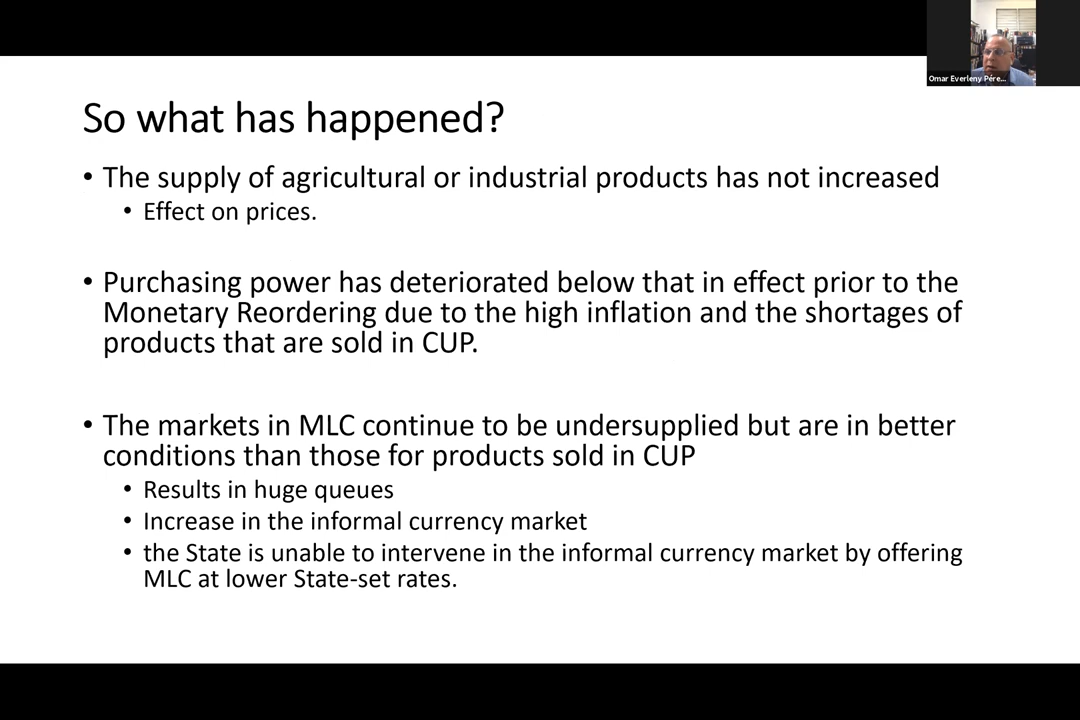 Omar Everleny Pére...
So what has happened?
• The supply of agricultural or industrial products has not increased
• Effect on prices.
• Purchasing power has deteriorated below that in effect prior to the
Monetary Reordering due to the high inflation and the shortages of
products that are sold in CUP.
• The markets in MLC continue to be undersupplied but are in better
conditions than those for products sold in CUP
• Results in huge queues
• Increase in the informal currency market
• the State is unable to intervene in the informal currency market by offering
MLC at lower State-set rates.